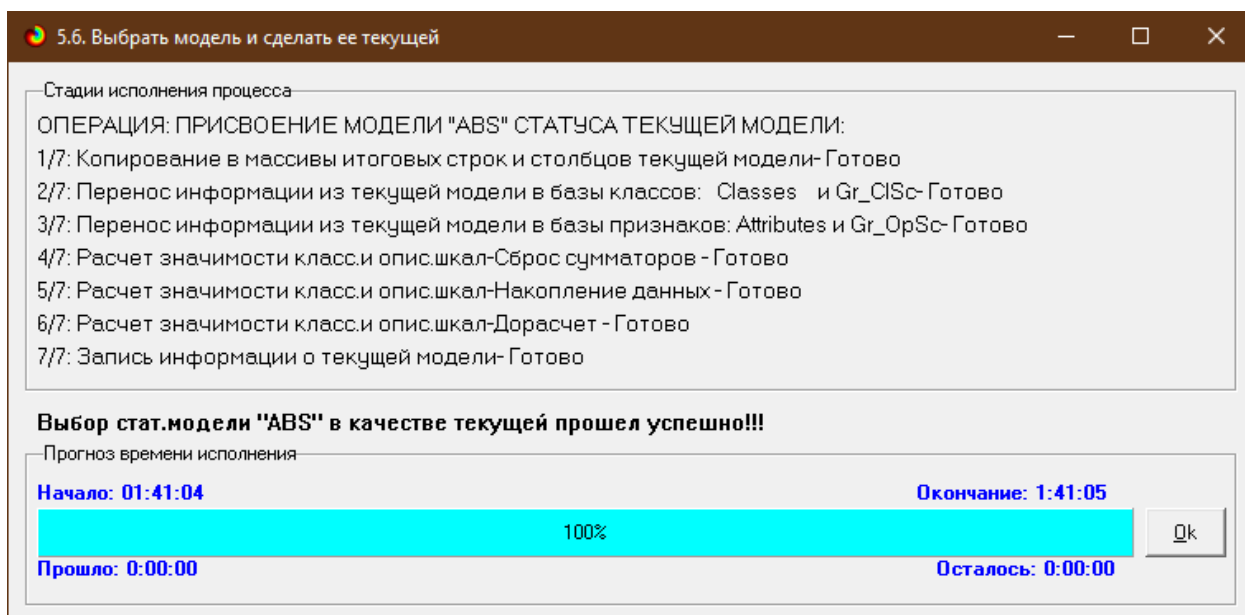 5.6. Выбрать модель и сделать ее текущей
Стадии исполнения процесса
ОПЕРАЦИЯ: ПРИСВОЕНИЕ МОДЕЛИ "ABS" СТАТУСА ТЕКУЩЕЙ МОДЕЛИ:
1/7: Копирование в массивы итоговых строк и столбцов текущей модели- Готово
2/7: Перенос информации из текущей модели в базы классов: Classes и Gr_ClSc- Готово
3/7: Перенос информации из текущей модели в базы признаков: Attributes и Gr_OpSc- Готово
4/7: Расчет значимости класс.и опис.шкал-Сброс сумматоров - Готово
5/7: Расчет значимости класс.и опис.шкал-Накопление данных - Готово
6/7: Расчет значимости класс.и опис.шкал-Дорасчет - Готово
7/7: Запись информации о текущей модели- Готово
Выбор стат.модели "ABS" в качестве текущей прошел успешно!!!
Прогноз времени исполнения
Начало: 01:41:04 Окончание: 1:41:05
100% Ok
Прошло: 0:00:00 Осталось: 0:00:00